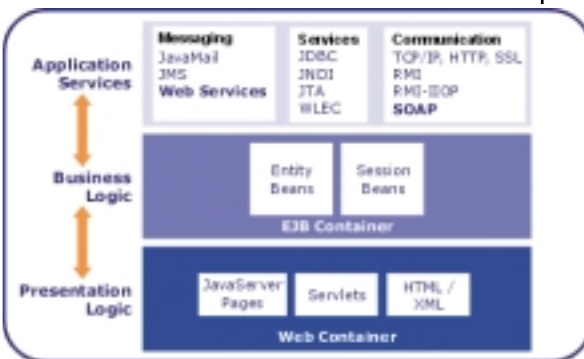 Application
Services
Messaging
JavaMail
JMS
Web Services
Services
JDBC
JNDI
JTA
WLEC
Communication
TCP/IP, HTTP, SSL
RMI
RMI-IIOP
SOAP
Business
Logic
Entity
Beans
Session
Beans
EJB Container
Presentation
Logic
JavaServer
Pages
Servlets
HTML /
XML
Web Container